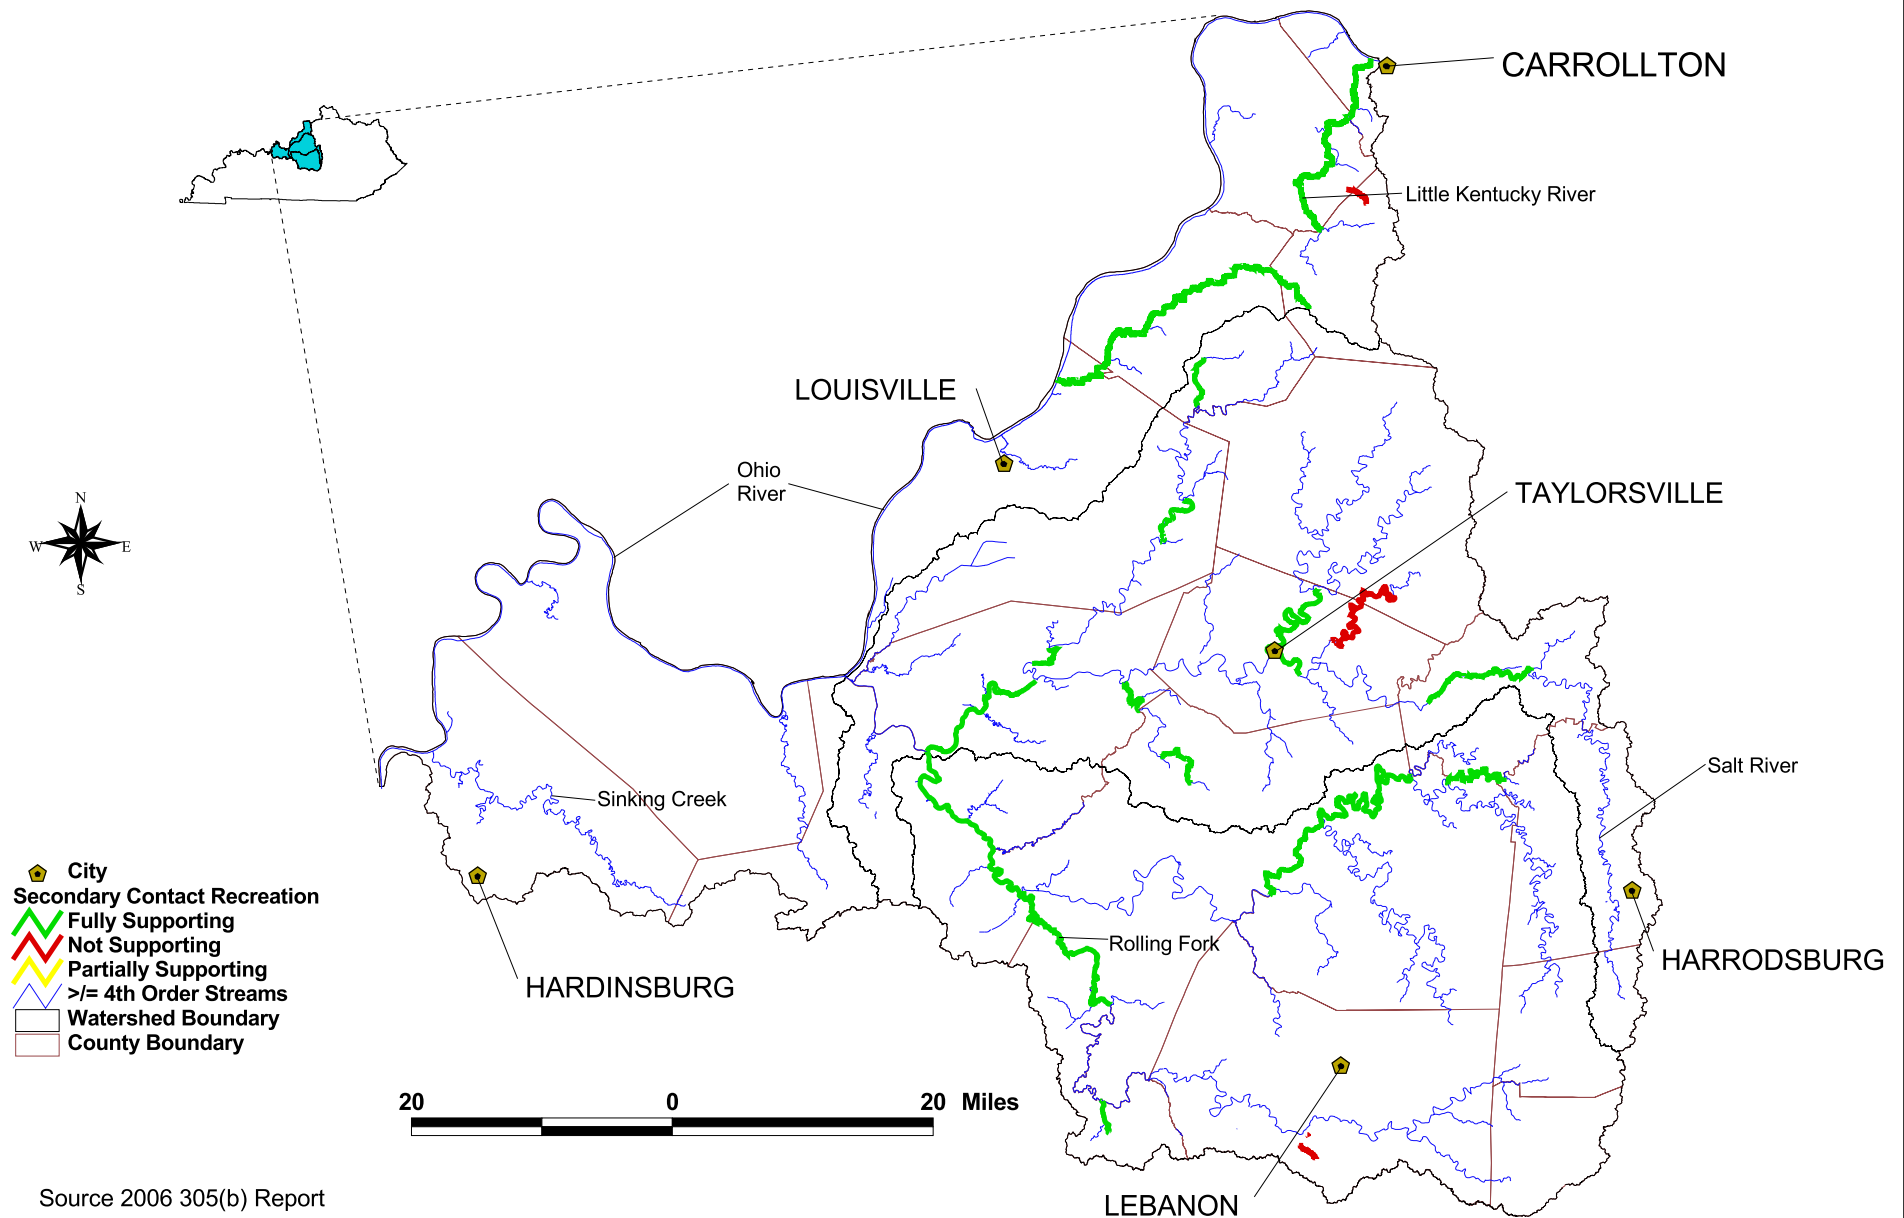 CARROLLTON
Little Kentucky River
LOUISVILLE
Ohio
River
TAYLORSVILLE
N
W
E
S
Salt River
Sinking Creek
City
Secondary Contact Recreation
Fully Supporting
Not Supporting
Partially Supporting
>/= 4th Order Streams
Watershed Boundary
County Boundary
Rolling Fork
HARRODSBURG
HARDINSBURG
20 0 20 Miles
LEBANON
Source 2006 305(b) Report